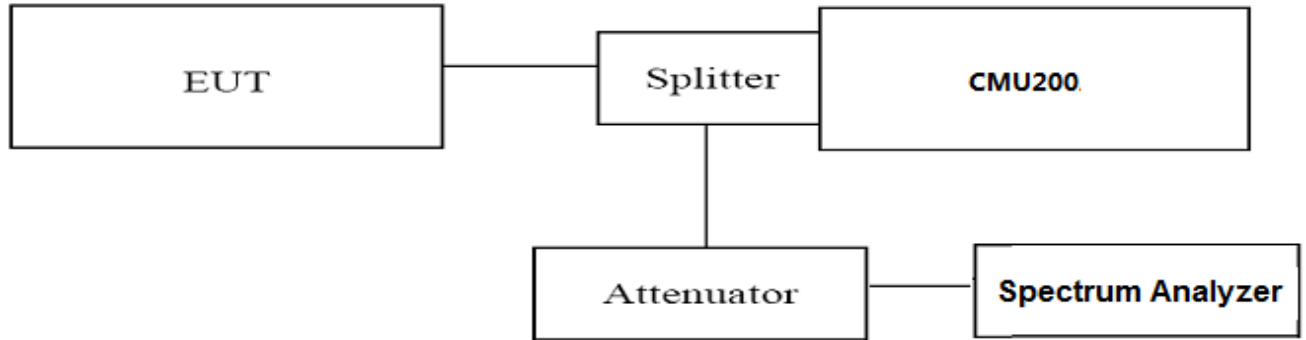 EUT
Splitter
CMU200.
Attenuator
Spectrum Analyzer